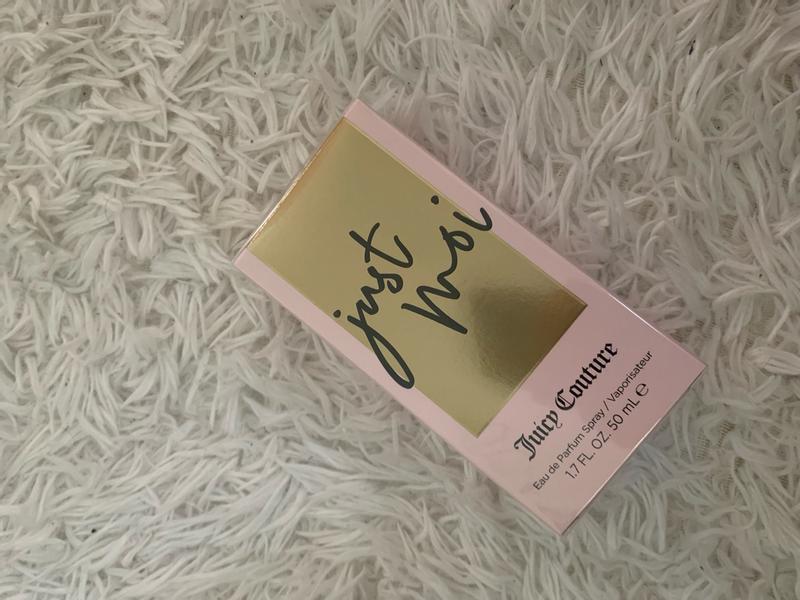 just
moi
Juicy Couture
Eau de Parfum Spray / Vaporisateur
1.7 FL. OZ. 50 mL ℮